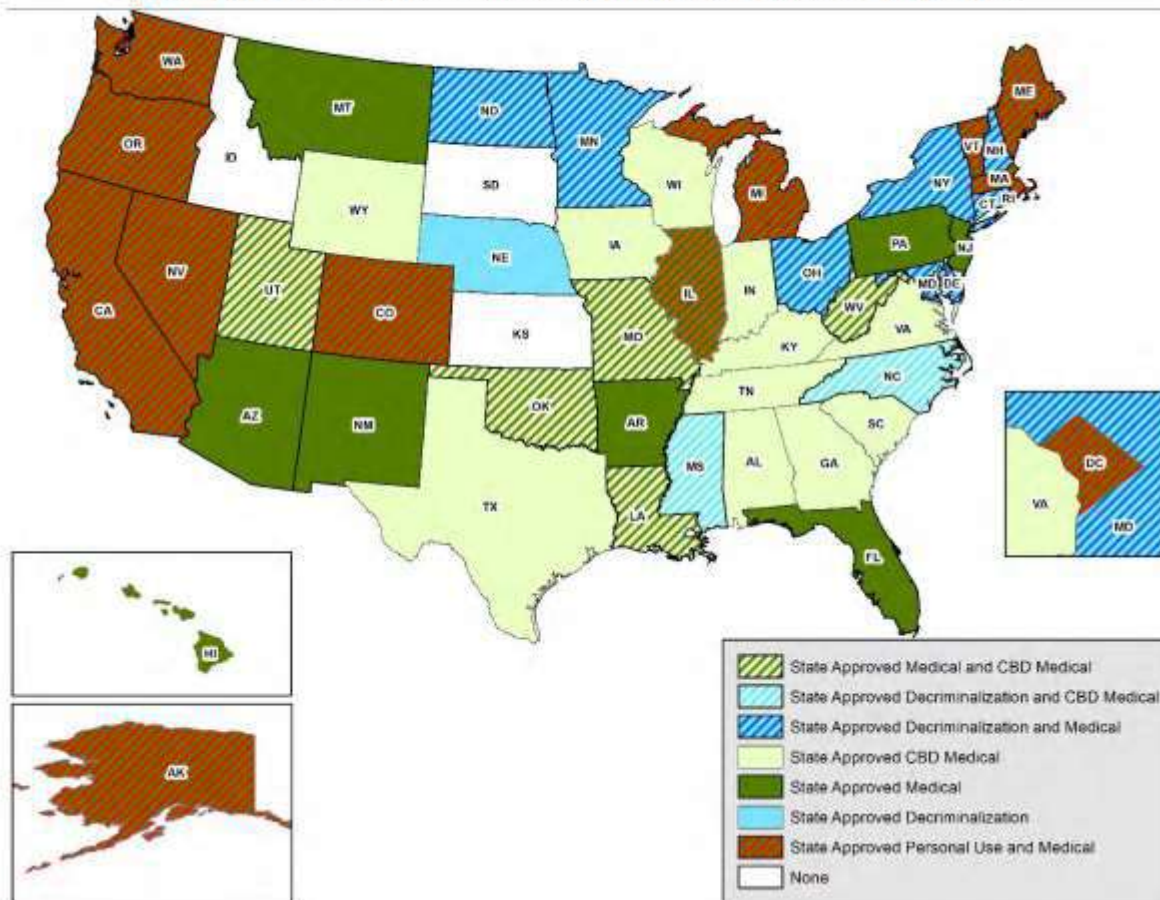 WA
MT
ND
MN
ME
OR
ID
SD
WI
MI
VT
NH
NY
MA
CT
RI
WY
IA
NE
PA
NJ
OH
MD
DE
NV
UT
CO
CA
IL
IN
WV
VA
KS
MO
KY
NC
TN
AZ
NM
OK
AR
SC
MS
AL
GA
TX
LA
FL
DC
VA
MD
HI
AK
State Approved Medical and CBD Medical
State Approved Decriminalization and CBD Medical
State Approved Decriminalization and Medical
State Approved CBD Medical
State Approved Medical
State Approved Decriminalization
State Approved Personal Use and Medical
None